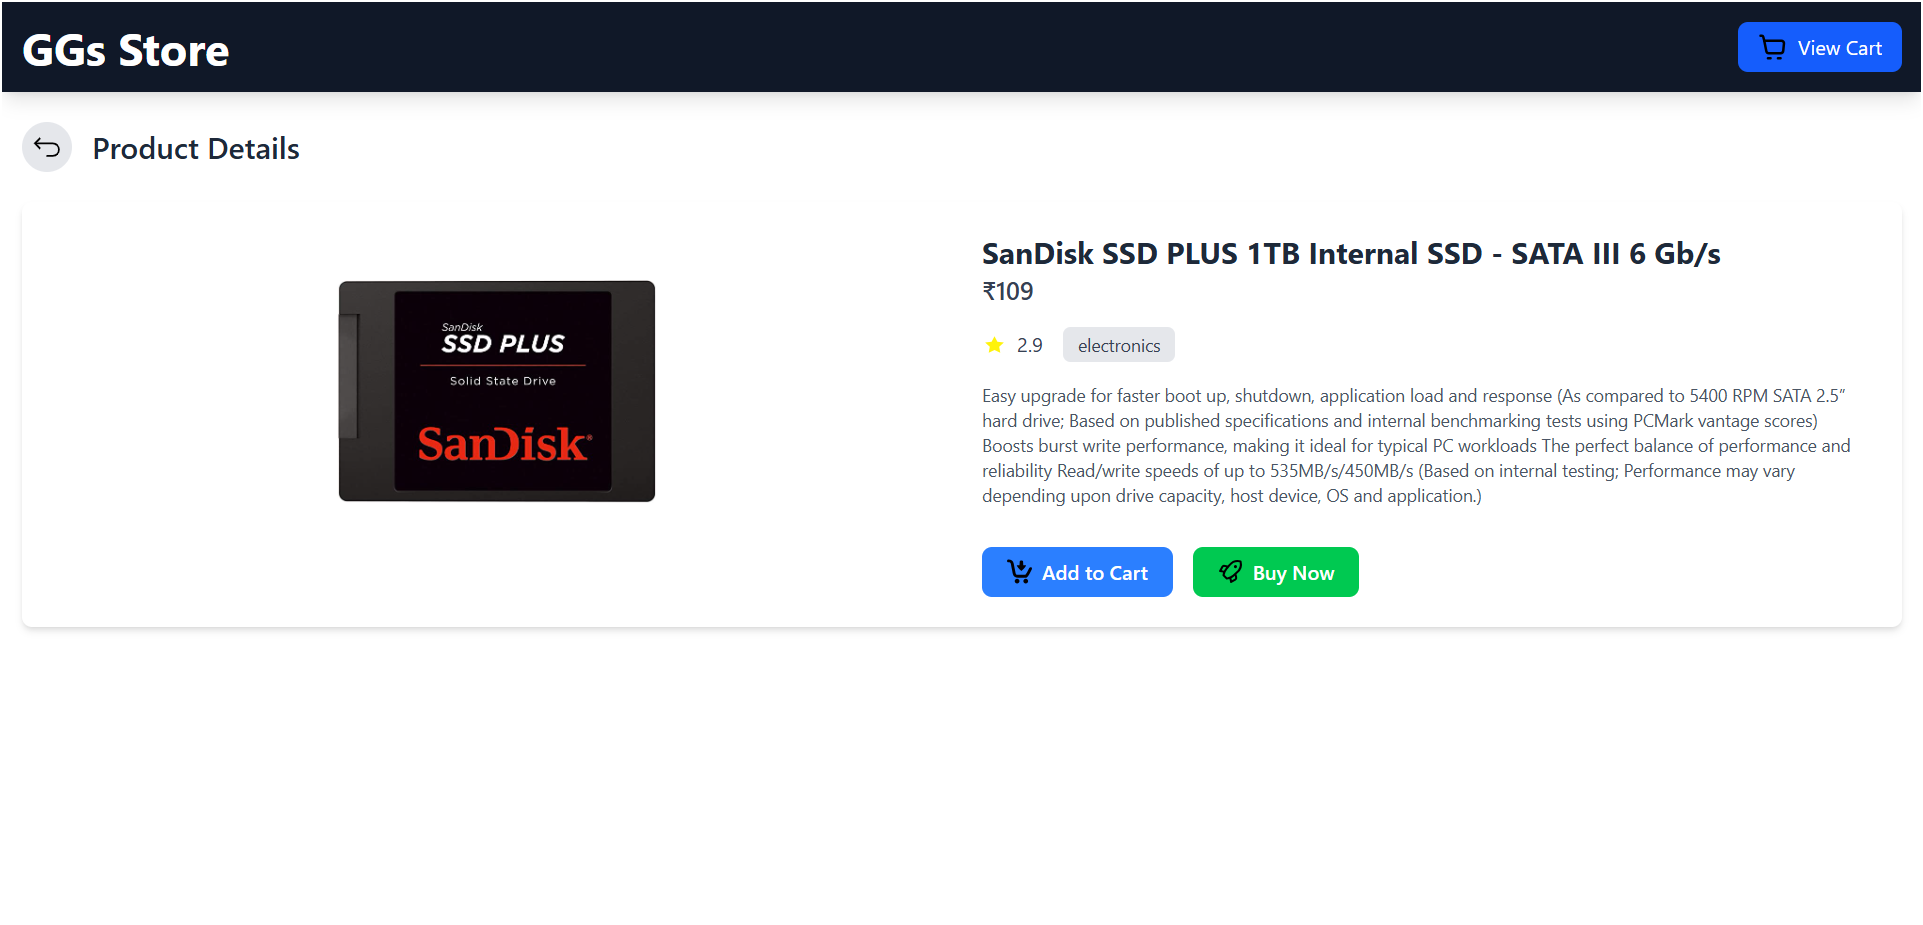 GGs Store
View Cart
Product Details
SanDisk
SSD PLUS
Solid State Drive
SanDisk®
SanDisk SSD PLUS 1TB Internal SSD - SATA III 6 Gb/s
₹109
2.9
electronics
Easy upgrade for faster boot up, shutdown, application load and response (As compared to 5400 RPM SATA 2.5”
hard drive; Based on published specifications and internal benchmarking tests using PCMark vantage scores)
Boosts burst write performance, making it ideal for typical PC workloads The perfect balance of performance and
reliability Read/write speeds of up to 535MB/s/450MB/s (Based on internal testing; Performance may vary
depending upon drive capacity, host device, OS and application.)
Add to Cart
Buy Now